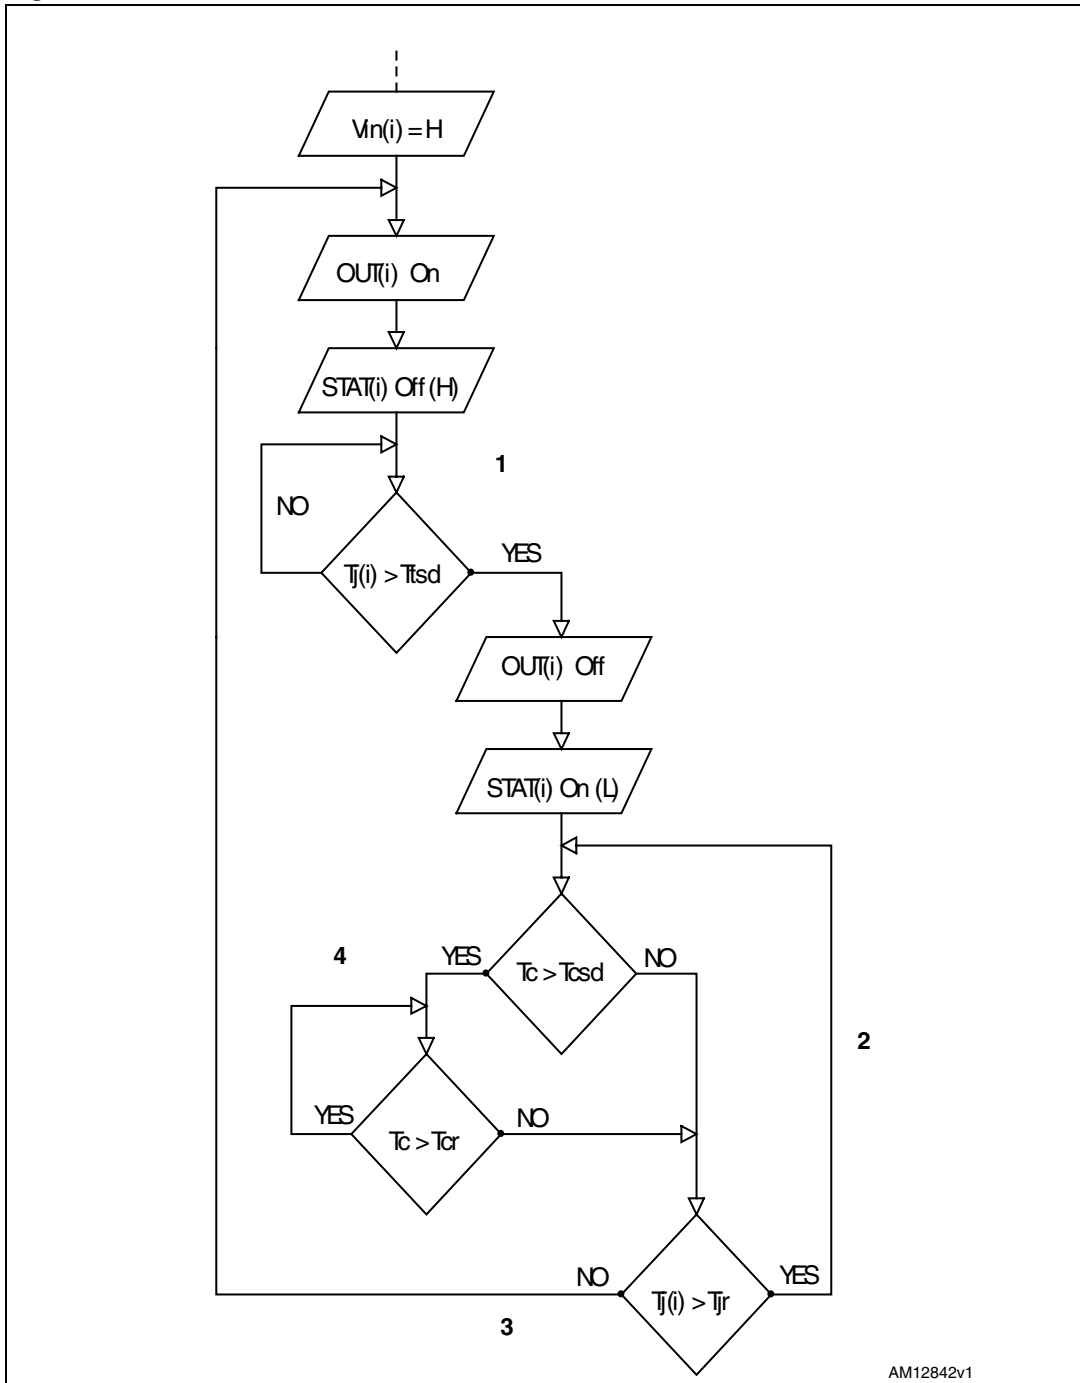 Vin(i) = H
OUT(i) On
STAT(i) Off (H)
1
NO
YES
Tj(i) > Ttsd
OUT(i) Off
STAT(i) On (L)
4
YES
NO
Tc > Tcsd
2
YES
NO
Tc > Tcr
NO
YES
Tj(i) > Tjr
3
AM12842v1